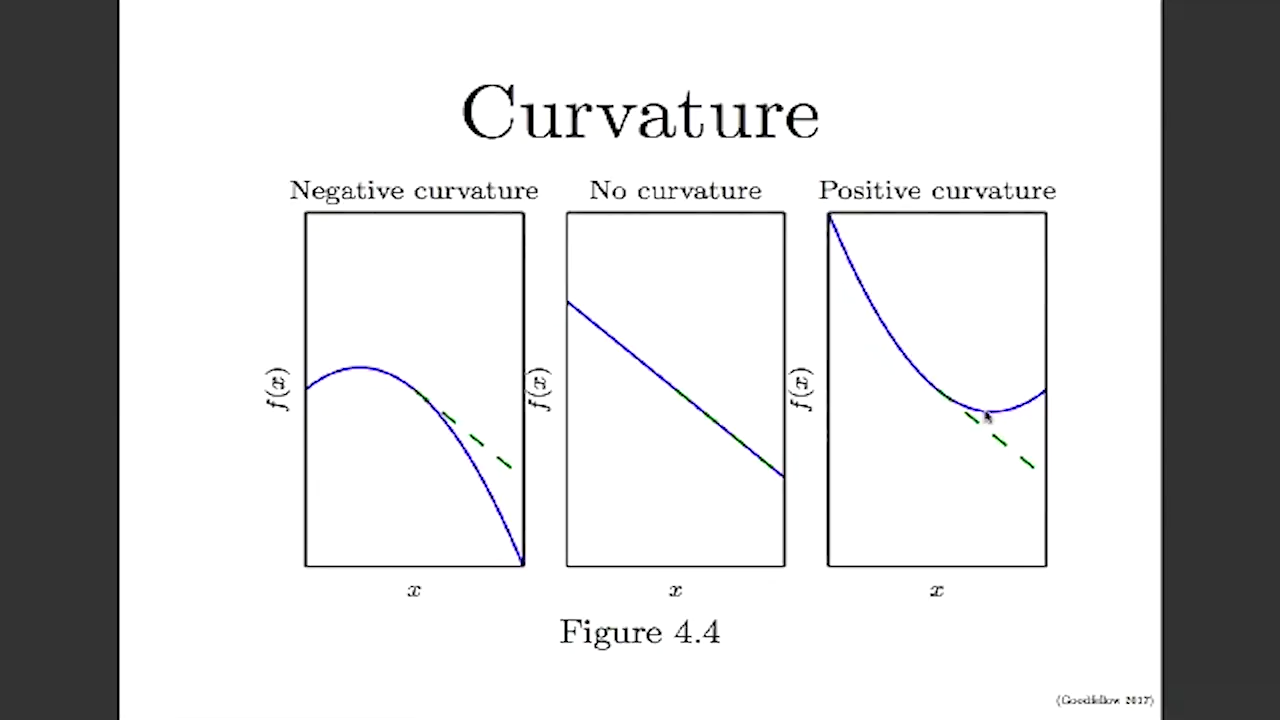 Curvature
Negative curvature
No curvature
Positive curvature
f(x)
f(x)
f(x)
x
x
x
Figure 4.4
(Goodfellow 2017)